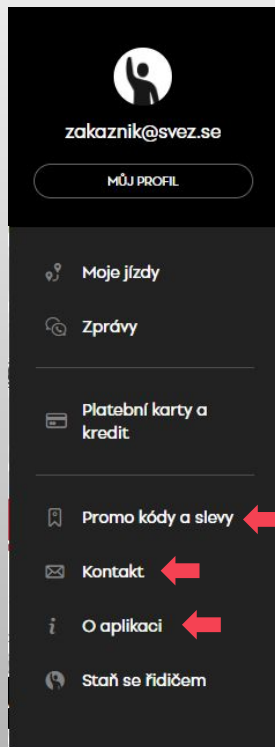 zakaznik@svez.se
MŮJ PROFIL
Moje jízdy
Zprávy
Platební karty a
kredit
Promo kódy a slevy
Kontakt
O aplikaci
Staň se řidičem